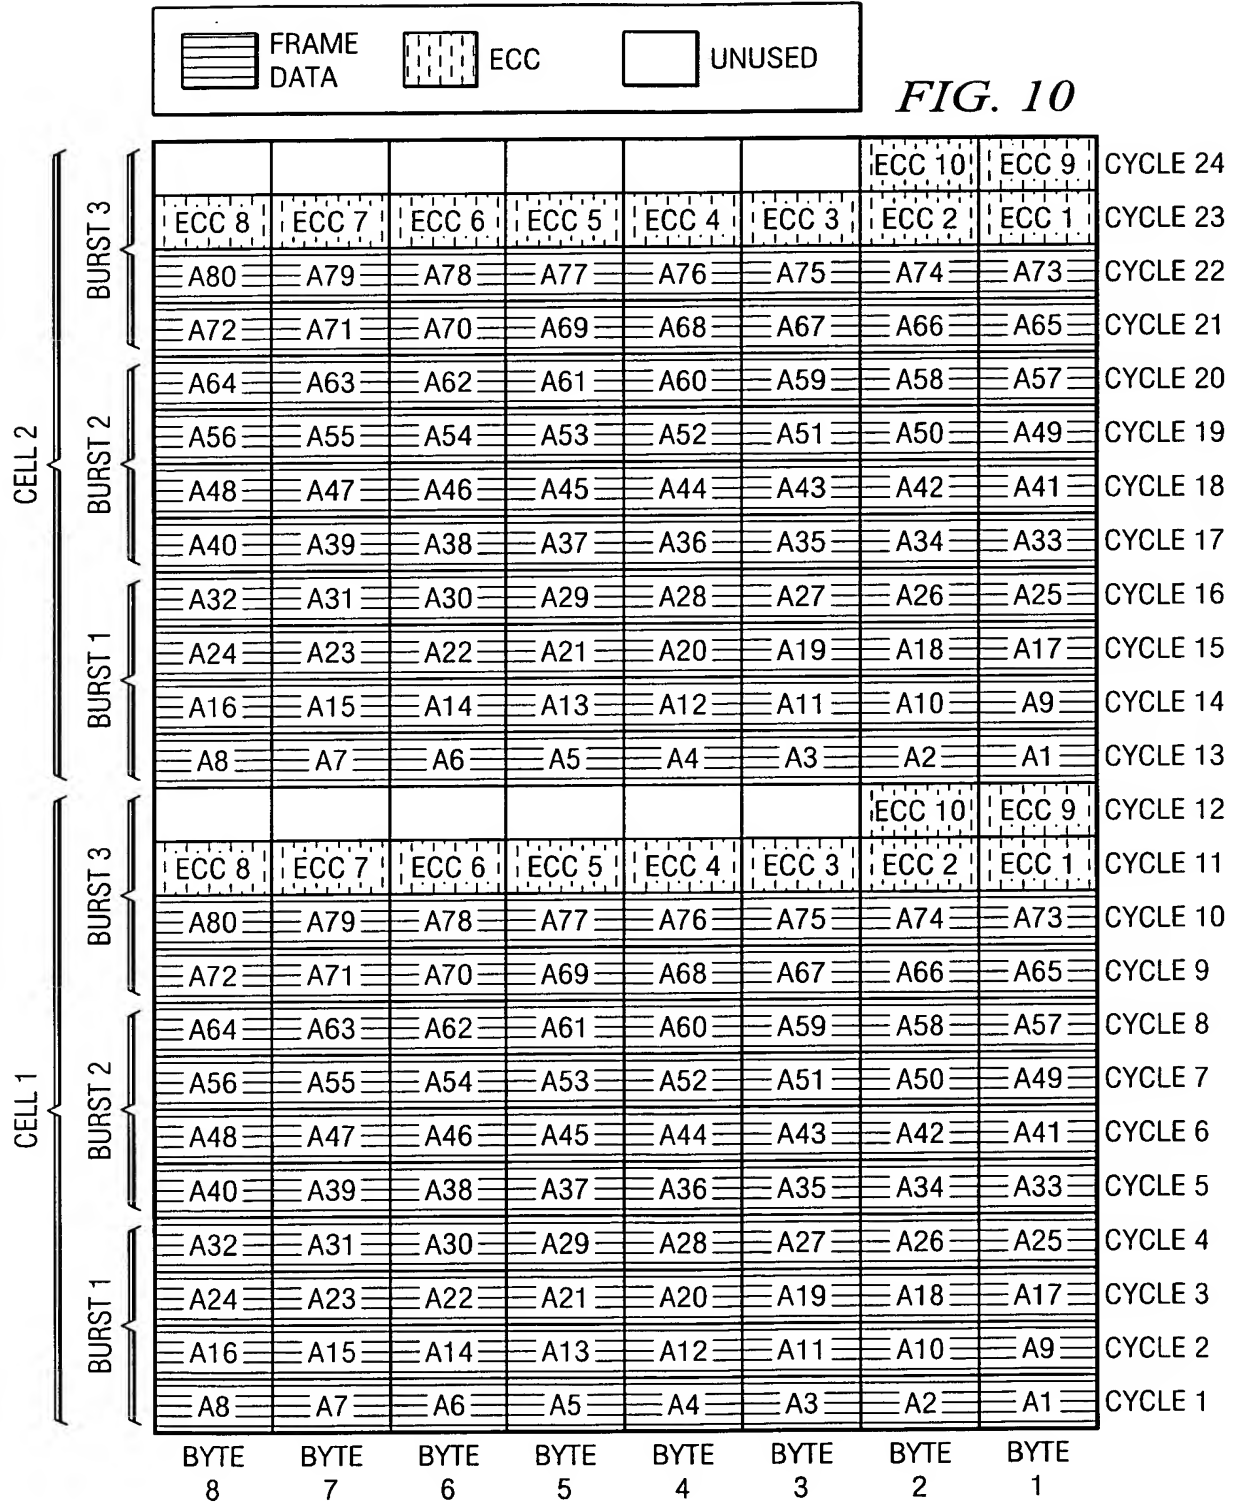 FRAME DATA ECC UNUSED
FIG. 10
ECC 10 ECC 9 CYCLE 24
ECC 8 ECC 7 ECC 6 ECC 5 ECC 4 ECC 3 ECC 2 ECC 1 CYCLE 23
A80 A79 A78 A77 A76 A75 A74 A73 CYCLE 22
A72 A71 A70 A69 A68 A67 A66 A65 CYCLE 21
BURST 3
A64 A63 A62 A61 A60 A59 A58 A57 CYCLE 20
A56 A55 A54 A53 A52 A51 A50 A49 CYCLE 19
A48 A47 A46 A45 A44 A43 A42 A41 CYCLE 18
A40 A39 A38 A37 A36 A35 A34 A33 CYCLE 17
BURST 2
CELL 2
A32 A31 A30 A29 A28 A27 A26 A25 CYCLE 16
A24 A23 A22 A21 A20 A19 A18 A17 CYCLE 15
A16 A15 A14 A13 A12 A11 A10 A9 CYCLE 14
A8 A7 A6 A5 A4 A3 A2 A1 CYCLE 13
BURST 1
ECC 10 ECC 9 CYCLE 12
ECC 8 ECC 7 ECC 6 ECC 5 ECC 4 ECC 3 ECC 2 ECC 1 CYCLE 11
A80 A79 A78 A77 A76 A75 A74 A73 CYCLE 10
A72 A71 A70 A69 A68 A67 A66 A65 CYCLE 9
BURST 3
A64 A63 A62 A61 A60 A59 A58 A57 CYCLE 8
A56 A55 A54 A53 A52 A51 A50 A49 CYCLE 7
A48 A47 A46 A45 A44 A43 A42 A41 CYCLE 6
A40 A39 A38 A37 A36 A35 A34 A33 CYCLE 5
BURST 2
CELL 1
A32 A31 A30 A29 A28 A27 A26 A25 CYCLE 4
A24 A23 A22 A21 A20 A19 A18 A17 CYCLE 3
A16 A15 A14 A13 A12 A11 A10 A9 CYCLE 2
A8 A7 A6 A5 A4 A3 A2 A1 CYCLE 1
BURST 1
BYTE 8 BYTE 7 BYTE 6 BYTE 5 BYTE 4 BYTE 3 BYTE 2 BYTE 1